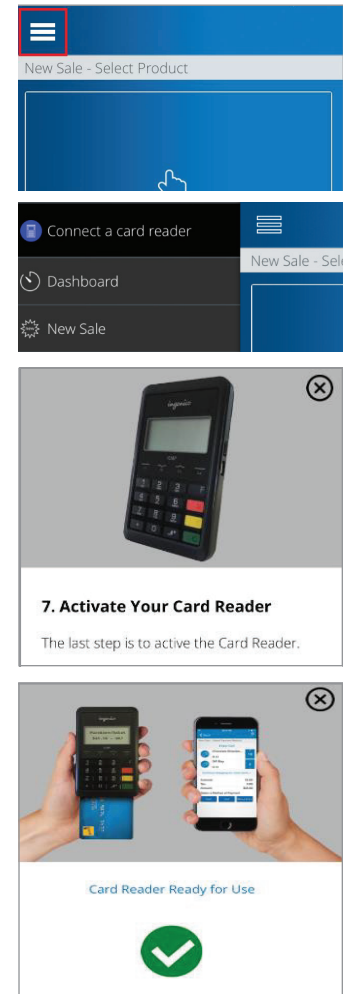 New Sale - Select Product
Connect a card reader
New Sale - Sele
Dashboard
New Sale
ingenico
7. Activate Your Card Reader
The last step is to active the Card Reader.
Card Reader Ready for Use